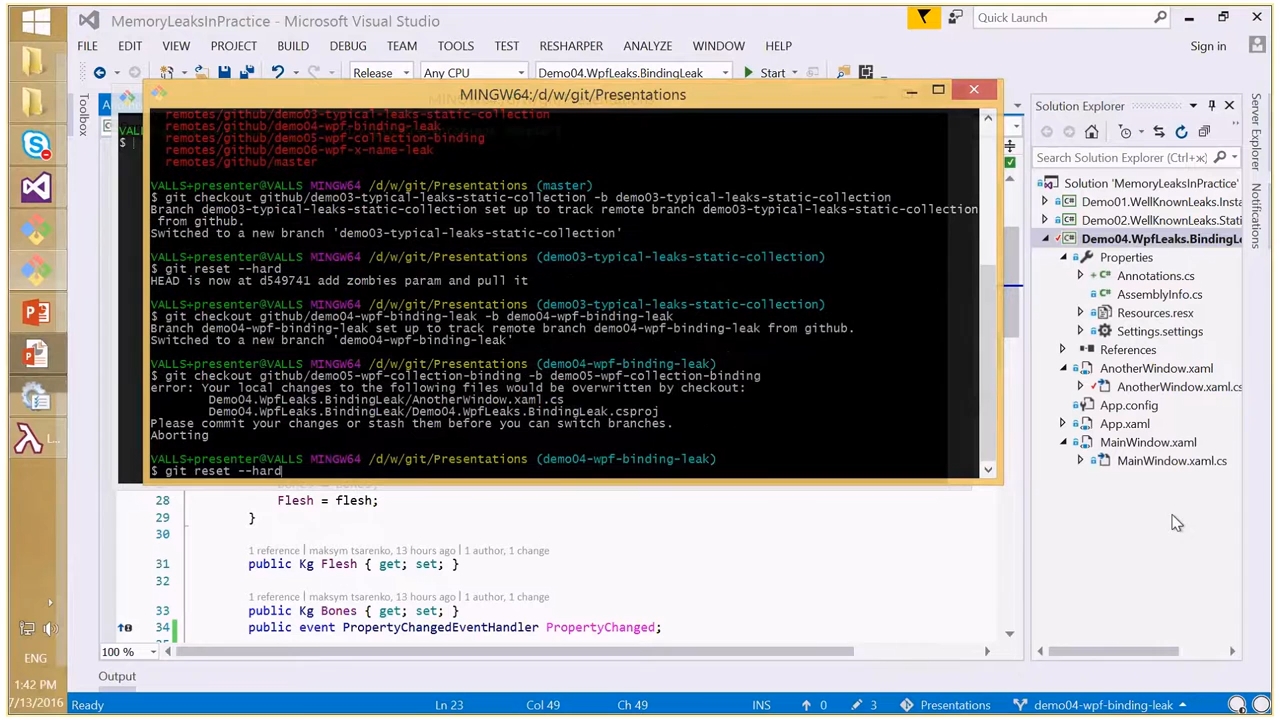 MemoryLeaksInPractice - Microsoft Visual Studio
Quick Launch
FILE EDIT VIEW PROJECT BUILD DEBUG TEAM TOOLS TEST RESHARPER ANALYZE WINDOW HELP
Sign in
Release Any CPU Demo04.WpfLeaks.BindingLeak Start
MINGW64:/d/w/git/Presentations
remotes/github/demo03-typical-leaks-static-collection
remotes/github/demo04-wpf-binding-leak
remotes/github/demo05-wpf-collection-binding
remotes/github/demo06-wpf-x-name-leak
remotes/github/master
VALLS+presenter@VALLS MINGW64 /d/w/git/Presentations (master)
$ git checkout github/demo03-typical-leaks-static-collection -b demo03-typical-leaks-static-collection
Branch demo03-typical-leaks-static-collection set up to track remote branch demo03-typical-leaks-static-collection
from github.
Switched to a new branch 'demo03-typical-leaks-static-collection'
VALLS+presenter@VALLS MINGW64 /d/w/git/Presentations (demo03-typical-leaks-static-collection)
$ git reset --hard
HEAD is now at d549741 add zombies param and pull it
VALLS+presenter@VALLS MINGW64 /d/w/git/Presentations (demo03-typical-leaks-static-collection)
$ git checkout github/demo04-wpf-binding-leak -b demo04-wpf-binding-leak
Branch demo04-wpf-binding-leak set up to track remote branch demo04-wpf-binding-leak from github.
Switched to a new branch 'demo04-wpf-binding-leak'
VALLS+presenter@VALLS MINGW64 /d/w/git/Presentations (demo04-wpf-binding-leak)
$ git checkout github/demo05-wpf-collection-binding -b demo05-wpf-collection-binding
error: Your local changes to the following files would be overwritten by checkout:
Demo04.WpfLeaks.BindingLeak/AnotherWindow.xaml.cs
Demo04.WpfLeaks.BindingLeak/Demo04.WpfLeaks.BindingLeak.csproj
Please commit your changes or stash them before you can switch branches.
Aborting
VALLS+presenter@VALLS MINGW64 /d/w/git/Presentations (demo04-wpf-binding-leak)
$ git reset --hard
28 Flesh = flesh;
29 }
30
1 reference | maksym tsarenko, 13 hours ago | 1 author, 1 change
31 public Kg Flesh { get; set; }
32
1 reference | maksym tsarenko, 13 hours ago | 1 author, 1 change
33 public Kg Bones { get; set; }
34 public event PropertyChangedEventHandler PropertyChanged;
100 %
Output
Toolbox
Solution Explorer
Search Solution Explorer (Ctrl+ж)
Solution 'MemoryLeaksInPractice'
Demo01.WellKnownLeaks.Insta
Demo02.WellKnownLeaks.Stati
Demo04.WpfLeaks.BindingLe
Properties
Annotations.cs
AssemblyInfo.cs
Resources.resx
Settings.settings
References
AnotherWindow.xaml
AnotherWindow.xaml.cs
App.config
App.xaml
MainWindow.xaml
MainWindow.xaml.cs
Server Explorer
Notifications
ENG
1:42 PM
7/13/2016
Ready Ln 23 Col 49 Ch 49 INS 0 3 Presentations demo04-wpf-binding-leak